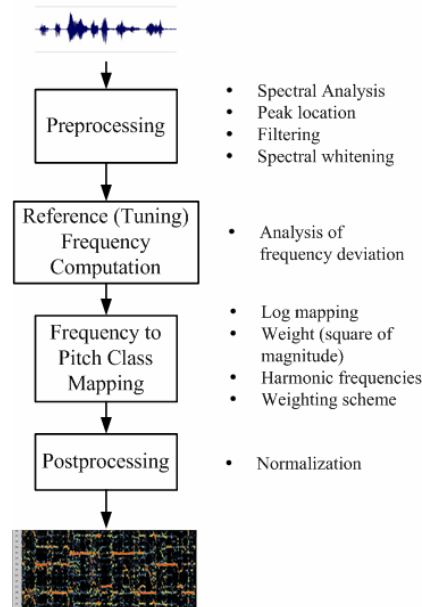 Preprocessing
• Spectral Analysis
• Peak location
• Filtering
• Spectral whitening
Reference (Tuning)
Frequency
Computation
• Analysis of
frequency deviation
Frequency to
Pitch Class
Mapping
• Log mapping
• Weight (square of
magnitude)
• Harmonic frequencies
• Weighting scheme
Postprocessing
• Normalization